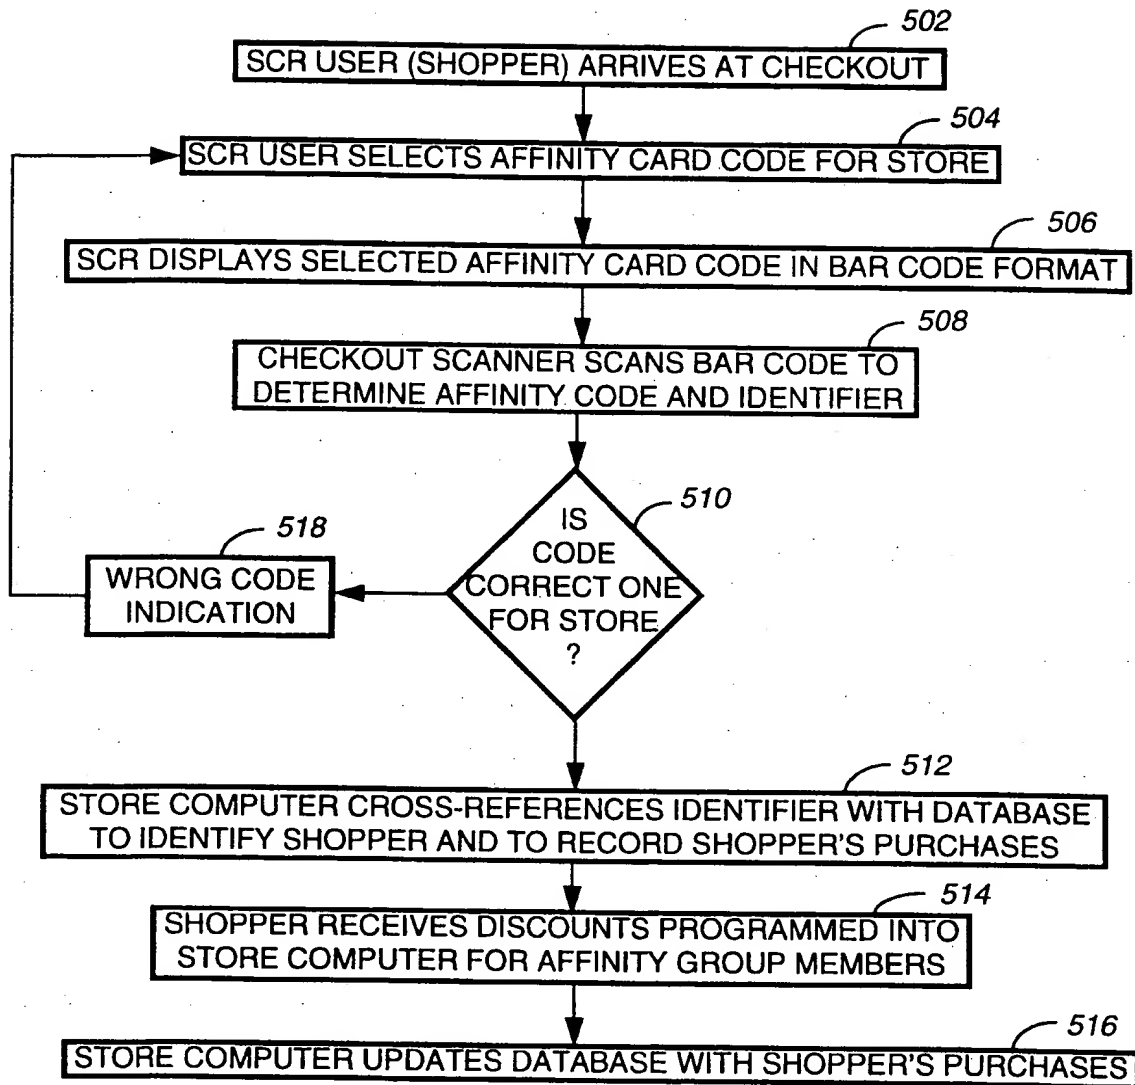 502
SCR USER (SHOPPER) ARRIVES AT CHECKOUT
504
SCR USER SELECTS AFFINITY CARD CODE FOR STORE
506
SCR DISPLAYS SELECTED AFFINITY CARD CODE IN BAR CODE FORMAT
508
CHECKOUT SCANNER SCANS BAR CODE TO
DETERMINE AFFINITY CODE AND IDENTIFIER
510
IS
CODE
CORRECT ONE
FOR STORE
?
518
WRONG CODE
INDICATION
512
STORE COMPUTER CROSS-REFERENCES IDENTIFIER WITH DATABASE
TO IDENTIFY SHOPPER AND TO RECORD SHOPPER'S PURCHASES
514
SHOPPER RECEIVES DISCOUNTS PROGRAMMED INTO
STORE COMPUTER FOR AFFINITY GROUP MEMBERS
516
STORE COMPUTER UPDATES DATABASE WITH SHOPPER'S PURCHASES